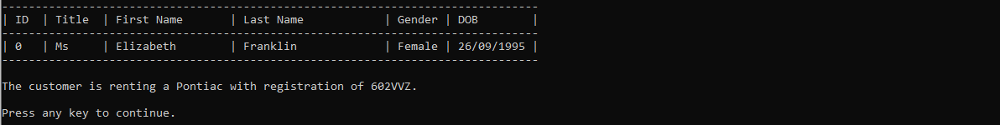 --------------------------------------------------------------------------------
| ID  | Title  | First Name       | Last Name             | Gender | DOB        |
--------------------------------------------------------------------------------
| 0   | Ms     | Elizabeth        | Franklin              | Female | 26/09/1995 |
--------------------------------------------------------------------------------
The customer is renting a Pontiac with registration of 602VVZ.
Press any key to continue.